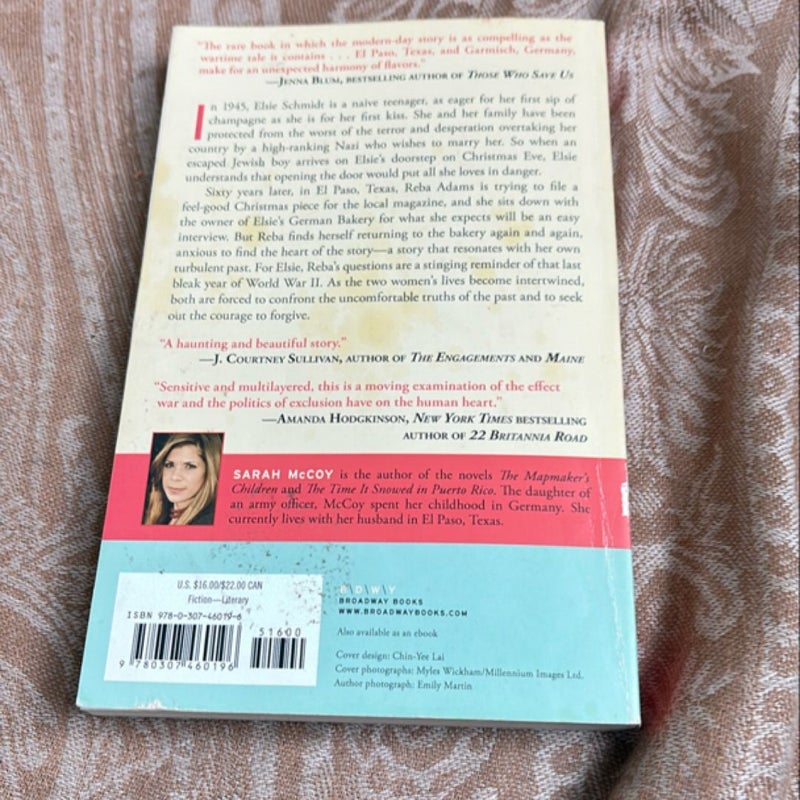 "The rare book in which the modern-day story is as compelling as the
wartime tale it contains . . . El Paso, Texas, and Garmisch, Germany,
make for an unexpected harmony of flavors."
—Jenna Blum, bestselling author of Those Who Save Us
In 1945, Elsie Schmidt is a naive teenager, as eager for her first sip of
champagne as she is for her first kiss. She and her family have been
protected from the worst of the terror and desperation overtaking her
country by a high-ranking Nazi who wishes to marry her. So when an
escaped Jewish boy arrives on Elsie's doorstep on Christmas Eve, Elsie
understands that opening the door would put all she loves in danger.
Sixty years later, in El Paso, Texas, Reba Adams is trying to file a
feel-good Christmas piece for the local magazine, and she sits down with
the owner of Elsie's German Bakery for what she expects will be an easy
interview. But Reba finds herself returning to the bakery again and again,
anxious to find the heart of the story—a story that resonates with her own
turbulent past. For Elsie, Reba's questions are a stinging reminder of that last
bleak year of World War II. As the two women's lives become intertwined,
both are forced to confront the uncomfortable truths of the past and to seek
out the courage to forgive.
"A haunting and beautiful story."
—J. Courtney Sullivan, author of The Engagements and Maine
"Sensitive and multilayered, this is a moving examination of the effect
war and the politics of exclusion have on the human heart."
—Amanda Hodgkinson, New York Times bestselling
author of 22 Britannia Road
SARAH McCOY is the author of the novels The Mapmaker's
Children and The Time It Snowed in Puerto Rico. The daughter of
an army officer, McCoy spent her childhood in Germany. She
currently lives with her husband in El Paso, Texas.
U.S. $16.00/$22.00 CAN
Fiction—Literary
ISBN 978-0-307-46019-6
51600
9 780307 460196
B\D\W\Y
BROADWAY BOOKS
WWW.BROADWAYBOOKS.COM
Also available as an ebook
Cover design: Chin-Yee Lai
Cover photographs: Myles Wickham/Millennium Images Ltd.
Author photograph: Emily Martin